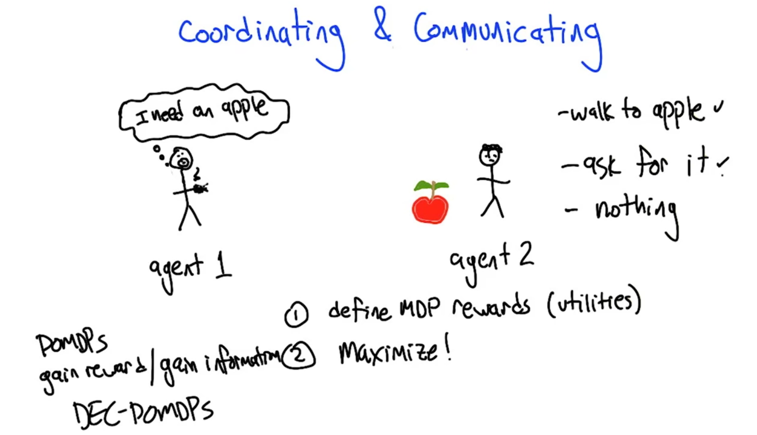 Coordinating & Communicating
I need an apple
-walk to apple ✓
-ask for it ✓
- nothing
agent 1
agent 2
① define MDP rewards (utilities)
② Maximize!
POMDPs
gain reward/gain information
DEC-POMDPs